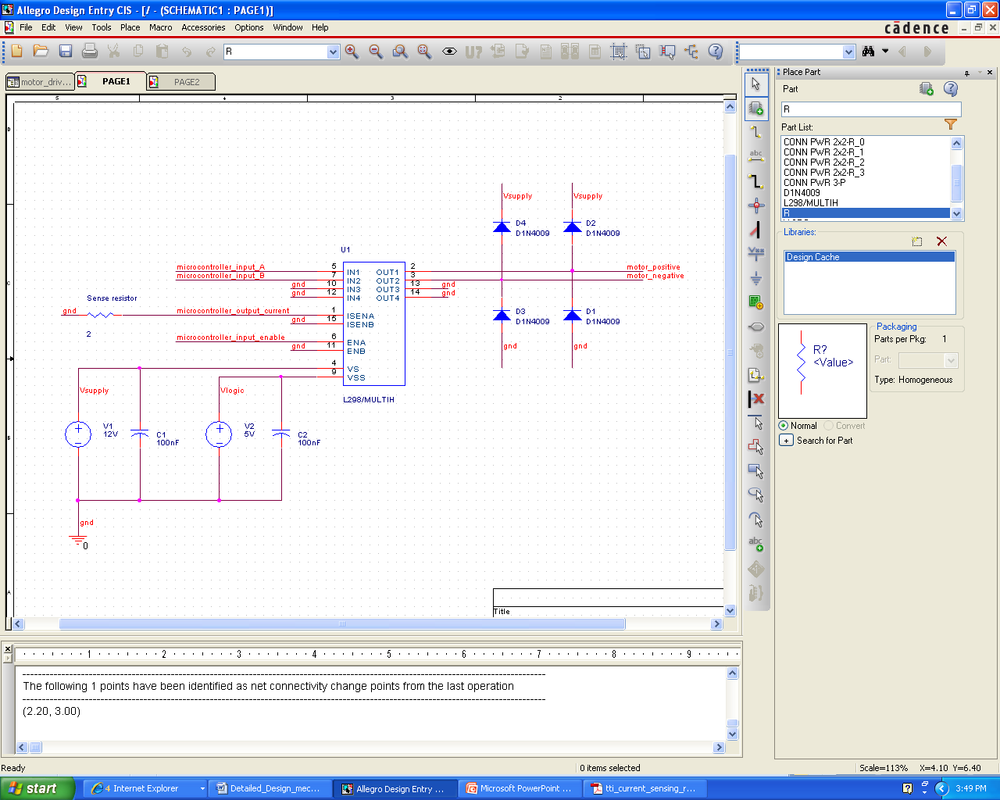 Allegro Design Entry CIS - [/ - (SCHEMATIC1 : PAGE1)]
File Edit View Tools Place Macro Accessories Options Window Help
cādence
R
U?
motor_driv... PAGE1 PAGE2
5 4 3 2
D
C
B
A
Vsupply Vsupply
D4 D2
D1N4009 D1N4009
U1
microcontroller_input_A 5 IN1 OUT1 2 motor_positive
microcontroller_input_B 7 IN2 OUT2 3 motor_negative
gnd 10 IN3 OUT3 13 gnd
gnd 12 IN4 OUT4 14 gnd
Sense resistor
gnd microcontroller_output_current 1 ISENA
gnd 15 ISENB
2
D3 D1
D1N4009 D1N4009
microcontroller_input_enable 6 ENA
gnd 11 ENB
gnd gnd
4 VS
9 VSS
Vsupply Vlogic
L298/MULTIH
V1 V2
12V 5V
C1 C2
100nF 100nF
gnd
0
Title
abc
abc
Place Part
Part
R
Part List:
CONN PWR 2x2-R_0
CONN PWR 2x2-R_1
CONN PWR 2x2-R_2
CONN PWR 2x2-R_3
CONN PWR 3-P
D1N4009
L298/MULTIH
R
Libraries:
Design Cache
R?
<Value>
Packaging
Parts per Pkg: 1
Part:
Type: Homogeneous
Normal Convert
+ Search for Part
1 2 3 4 5 6 7 8 9
The following 1 points have been identified as net connectivity change points from the last operation
(2.20, 3.00)
Ready 0 items selected Scale=113% X=4.10 Y=6.40
start 4 Internet Explorer Detailed_Design_mec... Allegro Design Entry ... Microsoft PowerPoint ... tti_current_sensing_r... 3:49 PM